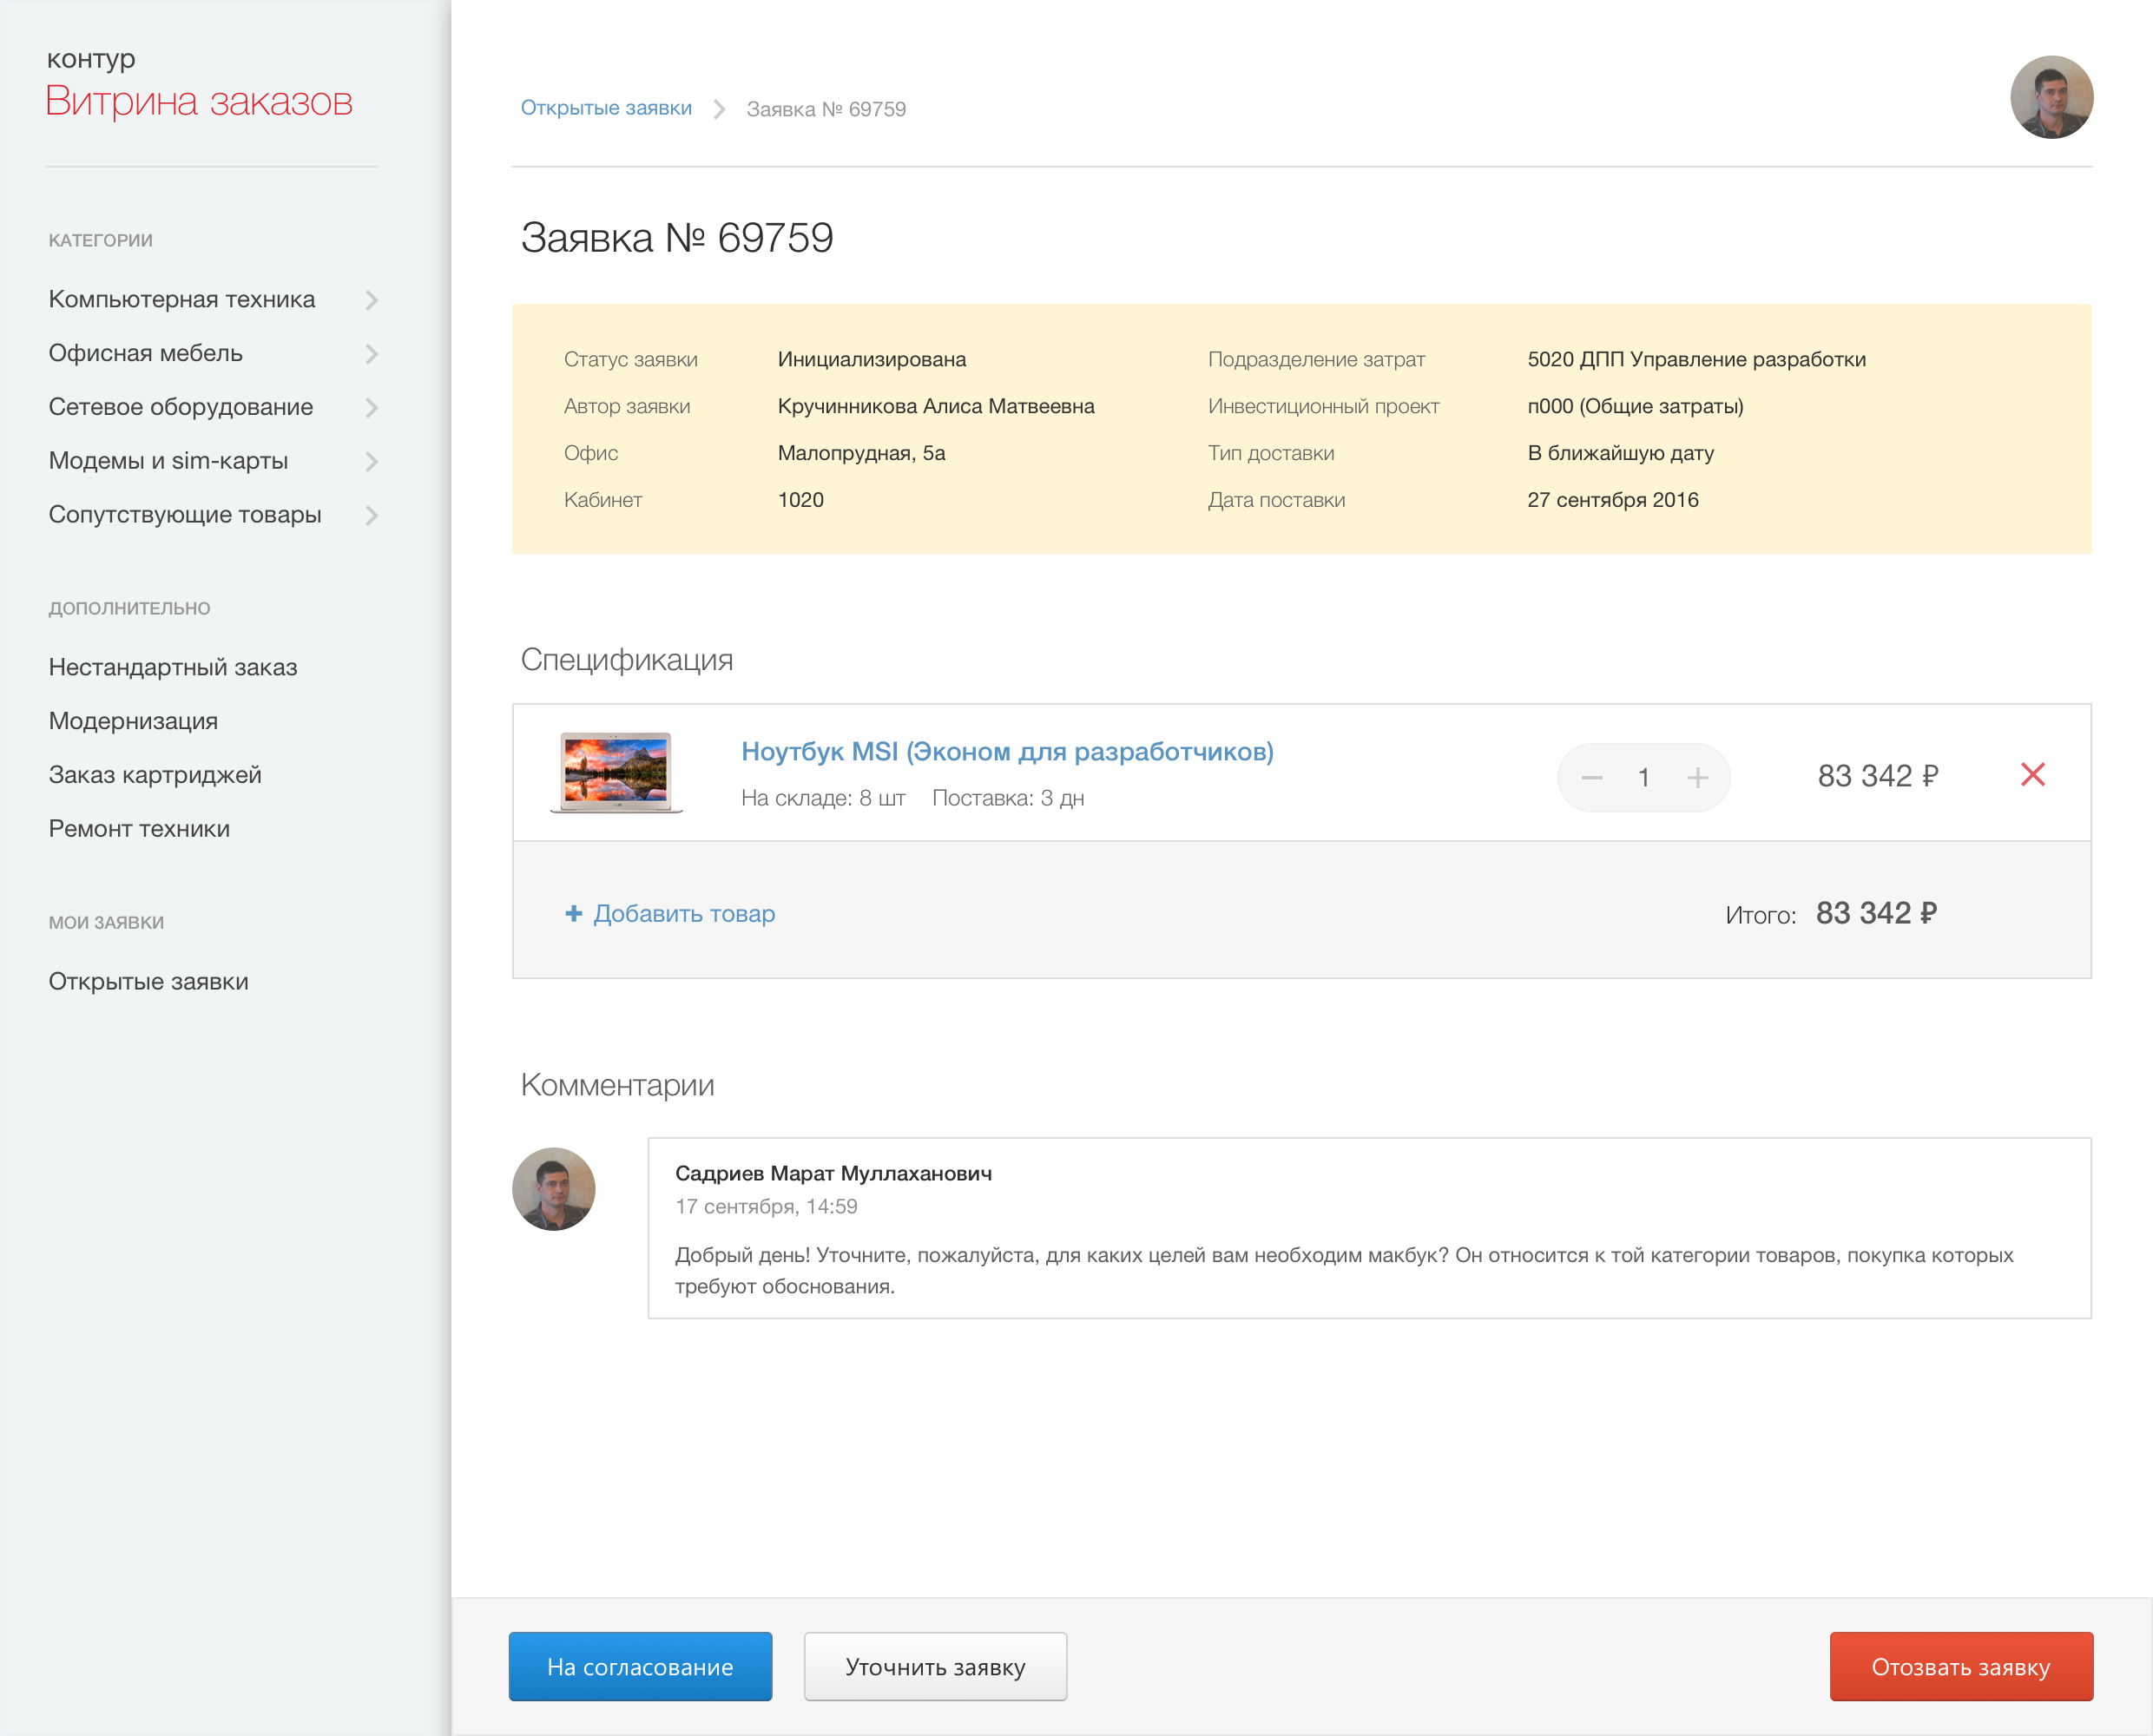 контур
Витрина заказов
КАТЕГОРИИ
Компьютерная техника
Офисная мебель
Сетевое оборудование
Модемы и sim-карты
Сопутствующие товары
ДОПОЛНИТЕЛЬНО
Нестандартный заказ
Модернизация
Заказ картриджей
Ремонт техники
МОИ ЗАЯВКИ
Открытые заявки
Открытые заявки Заявка № 69759
Заявка № 69759
Статус заявки Инициализирована Подразделение затрат 5020 ДПП Управление разработки
Автор заявки Кручинникова Алиса Матвеевна Инвестиционный проект п000 (Общие затраты)
Офис Малопрудная, 5а Тип доставки В ближайшую дату
Кабинет 1020 Дата поставки 27 сентября 2016
Спецификация
Ноутбук MSI (Эконом для разработчиков)
На складе: 8 шт Поставка: 3 дн
— 1 + 83 342 ₽
+ Добавить товар Итого: 83 342 ₽
Комментарии
Садриев Марат Муллаханович
17 сентября, 14:59
Добрый день! Уточните, пожалуйста, для каких целей вам необходим макбук? Он относится к той категории товаров, покупка которых
требуют обоснования.
На согласование Уточнить заявку Отозвать заявку